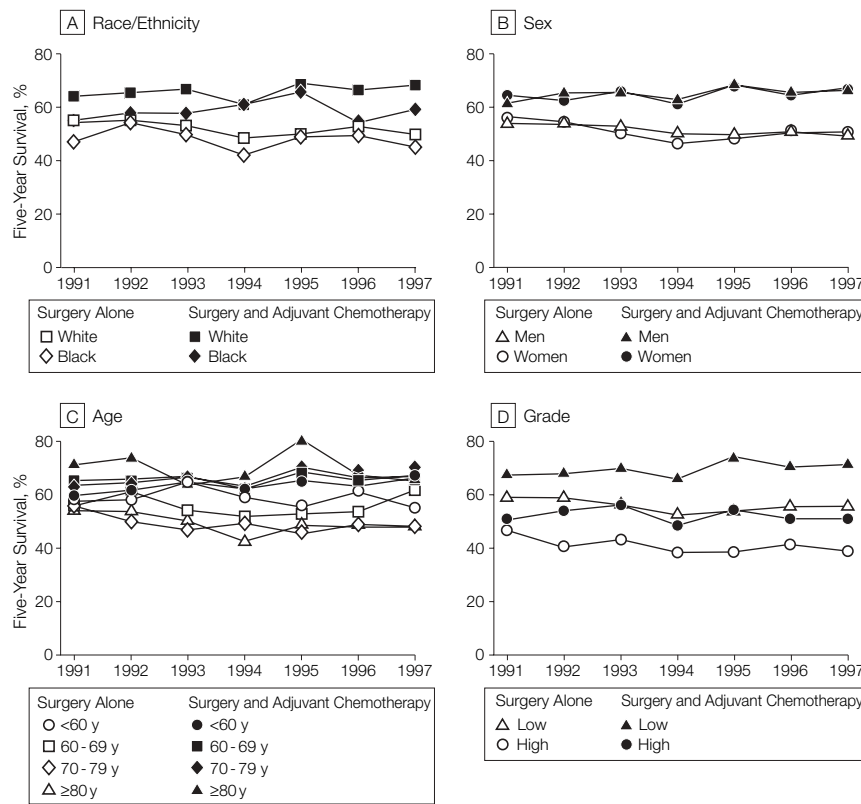 A Race/Ethnicity
80
60
40
20
0
Five-Year Survival, %
1991 1992 1993 1994 1995 1996 1997
Surgery Alone Surgery and Adjuvant Chemotherapy
White White
Black Black
B Sex
80
60
40
20
0
1991 1992 1993 1994 1995 1996 1997
Surgery Alone Surgery and Adjuvant Chemotherapy
Men Men
Women Women
C Age
80
60
40
20
0
Five-Year Survival, %
1991 1992 1993 1994 1995 1996 1997
Surgery Alone Surgery and Adjuvant Chemotherapy
<60 y <60 y
60-69 y 60-69 y
70-79 y 70-79 y
≥80 y ≥80 y
D Grade
80
60
40
20
0
1991 1992 1993 1994 1995 1996 1997
Surgery Alone Surgery and Adjuvant Chemotherapy
Low Low
High High